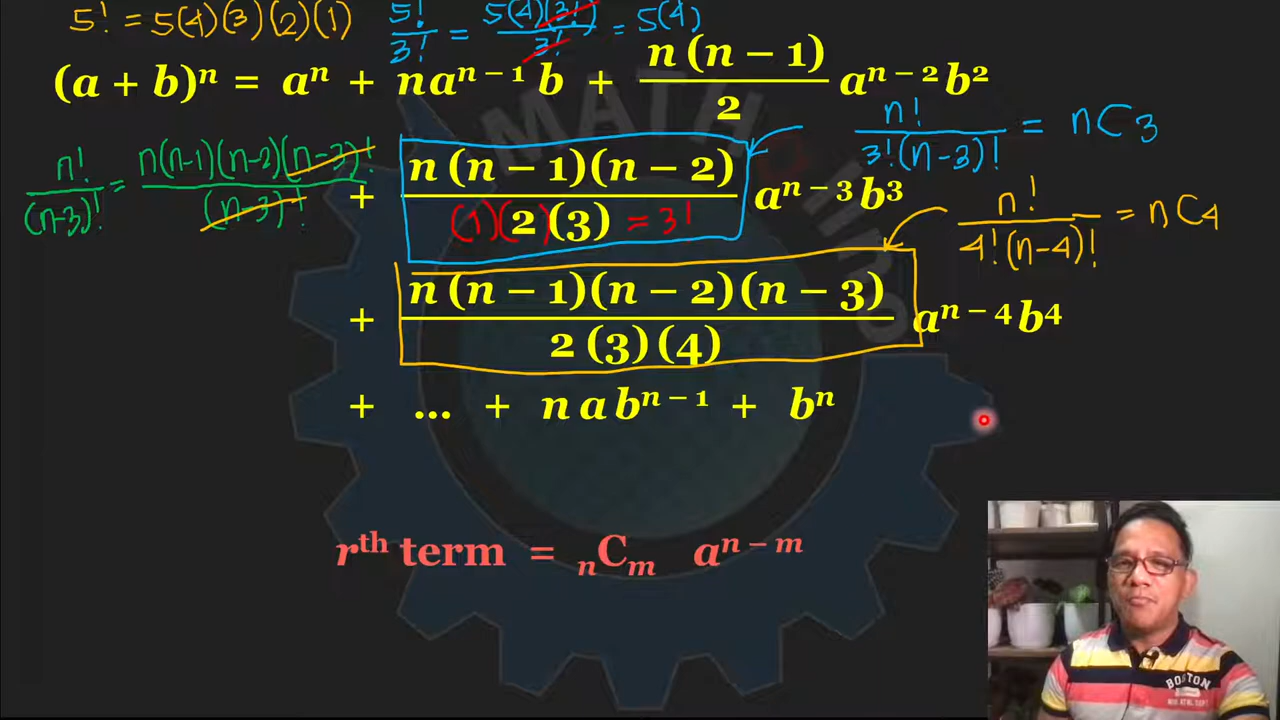 5! = 5(4)(3)(2)(1)   5!/3! = 5(4)(3!)/3! = 5(4)
(a + b)ⁿ = aⁿ + naⁿ⁻¹b + n(n − 1)/2 aⁿ⁻²b²
n!/3!(n-3)! = nC3
n!/(n-3)! = n(n-1)(n-2)(n-3)!/(n-3)!
+ n(n − 1)(n − 2)/(1)( )2(3) = 3! aⁿ⁻³b³
n!/4!(n-4)! = nC4
+ n(n − 1)(n − 2)(n − 3)/2(3)(4) aⁿ⁻⁴b⁴
+ ... + n a bⁿ⁻¹ + bⁿ
rᵗʰ term = ₙCₘ aⁿ⁻ᵐ
MATH
BOSTON